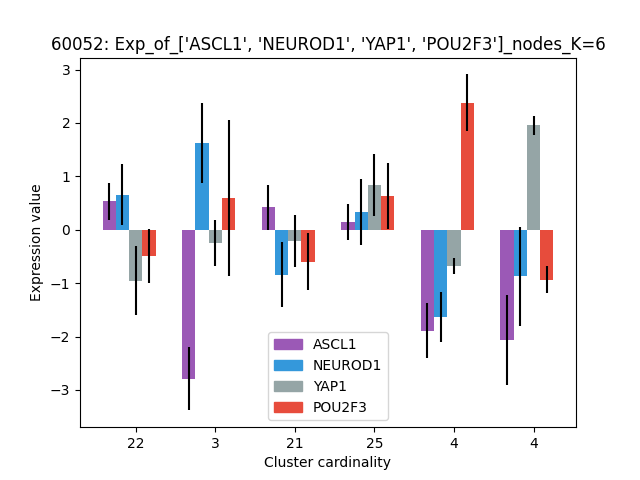 60052: Exp_of_['ASCL1', 'NEUROD1', 'YAP1', 'POU2F3']_nodes_K=6
3
2
1
0
−1
−2
−3
Expression value
ASCL1
NEUROD1
YAP1
POU2F3
22 3 21 25 4 4
Cluster cardinality